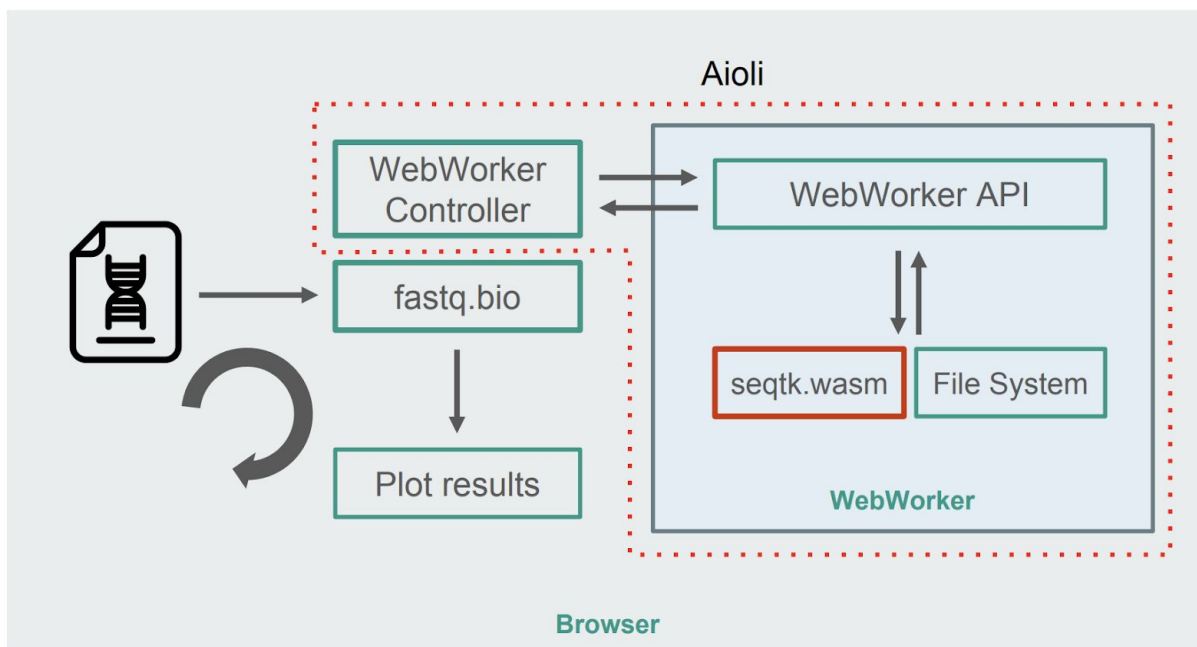 Aioli
WebWorker
Controller
WebWorker API
fastq.bio
seqtk.wasm
File System
Plot results
WebWorker
Browser